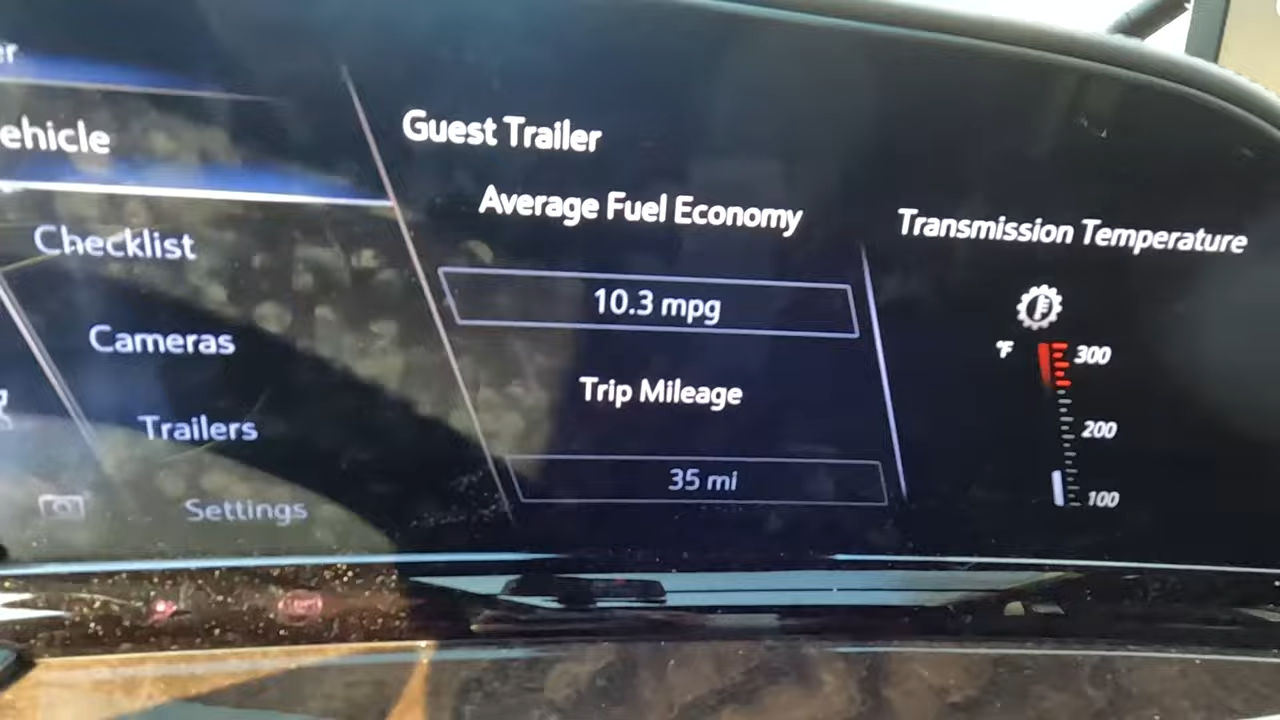 er
ehicle
Checklist
Cameras
Trailers
Settings
Guest Trailer
Average Fuel Economy
10.3 mpg
Trip Mileage
35 mi
Transmission Temperature
°F
300
200
100